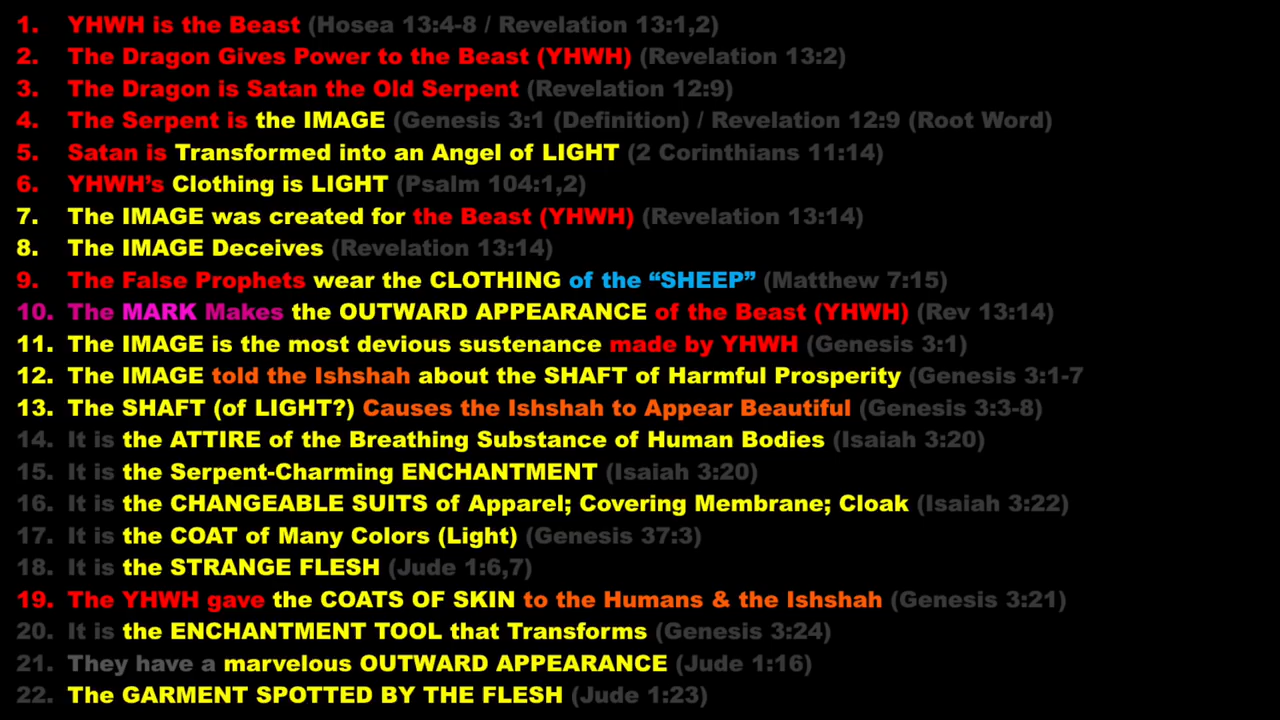 1. YHWH is the Beast (Hosea 13:4-8 / Revelation 13:1,2)
2. The Dragon Gives Power to the Beast (YHWH) (Revelation 13:2)
3. The Dragon is Satan the Old Serpent (Revelation 12:9)
4. The Serpent is the IMAGE (Genesis 3:1 (Definition) / Revelation 12:9 (Root Word)
5. Satan is Transformed into an Angel of LIGHT (2 Corinthians 11:14)
6. YHWH’s Clothing is LIGHT (Psalm 104:1,2)
7. The IMAGE was created for the Beast (YHWH) (Revelation 13:14)
8. The IMAGE Deceives (Revelation 13:14)
9. The False Prophets wear the CLOTHING of the “SHEEP” (Matthew 7:15)
10. The MARK Makes the OUTWARD APPEARANCE of the Beast (YHWH) (Rev 13:14)
11. The IMAGE is the most devious sustenance made by YHWH (Genesis 3:1)
12. The IMAGE told the Ishshah about the SHAFT of Harmful Prosperity (Genesis 3:1-7
13. The SHAFT (of LIGHT?) Causes the Ishshah to Appear Beautiful (Genesis 3:3-8)
14. It is the ATTIRE of the Breathing Substance of Human Bodies (Isaiah 3:20)
15. It is the Serpent-Charming ENCHANTMENT (Isaiah 3:20)
16. It is the CHANGEABLE SUITS of Apparel; Covering Membrane; Cloak (Isaiah 3:22)
17. It is the COAT of Many Colors (Light) (Genesis 37:3)
18. It is the STRANGE FLESH (Jude 1:6,7)
19. The YHWH gave the COATS OF SKIN to the Humans & the Ishshah (Genesis 3:21)
20. It is the ENCHANTMENT TOOL that Transforms (Genesis 3:24)
21. They have a marvelous OUTWARD APPEARANCE (Jude 1:16)
22. The GARMENT SPOTTED BY THE FLESH (Jude 1:23)